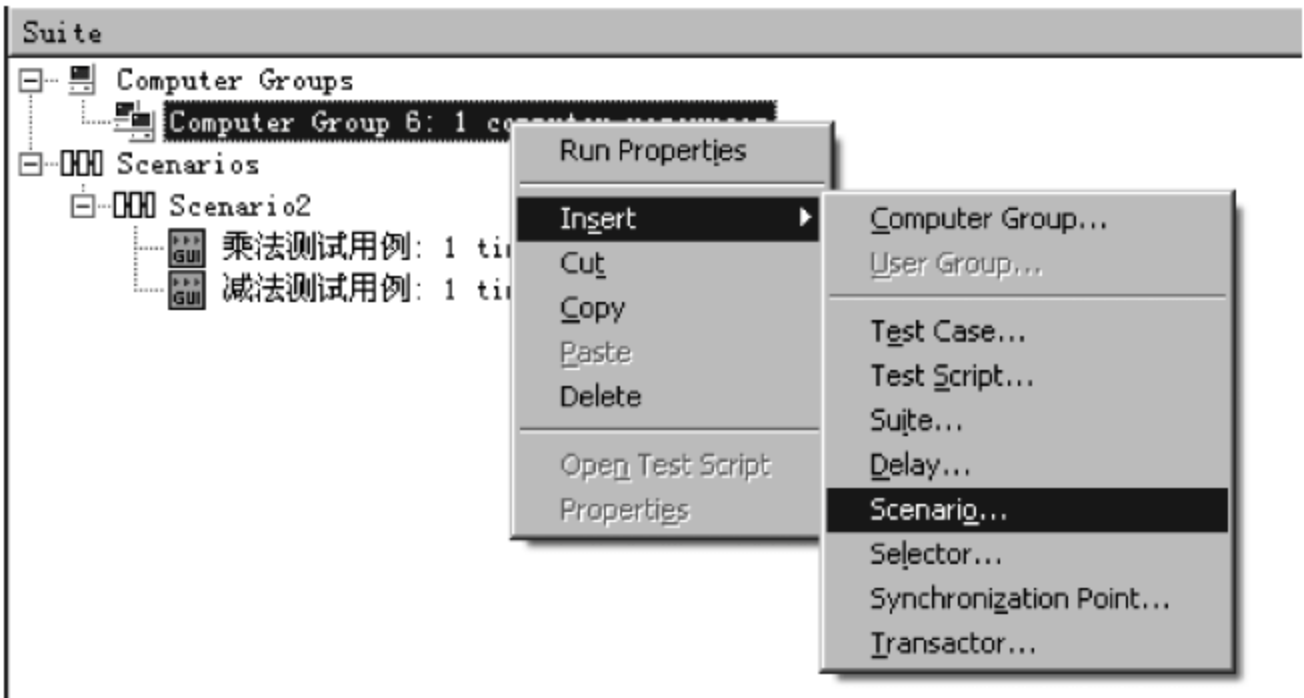 Suite
Computer Groups
Computer Group 6: 1
Scenarios
Scenario2
乘法测试用例: 1
减法测试用例: 1
Run Properties
Insert
Cut
Copy
Paste
Delete
Open Test Script
Properties
Computer Group...
User Group...
Test Case...
Test Script...
Suite...
Delay...
Scenario...
Selector...
Synchronization Point...
Transactor...